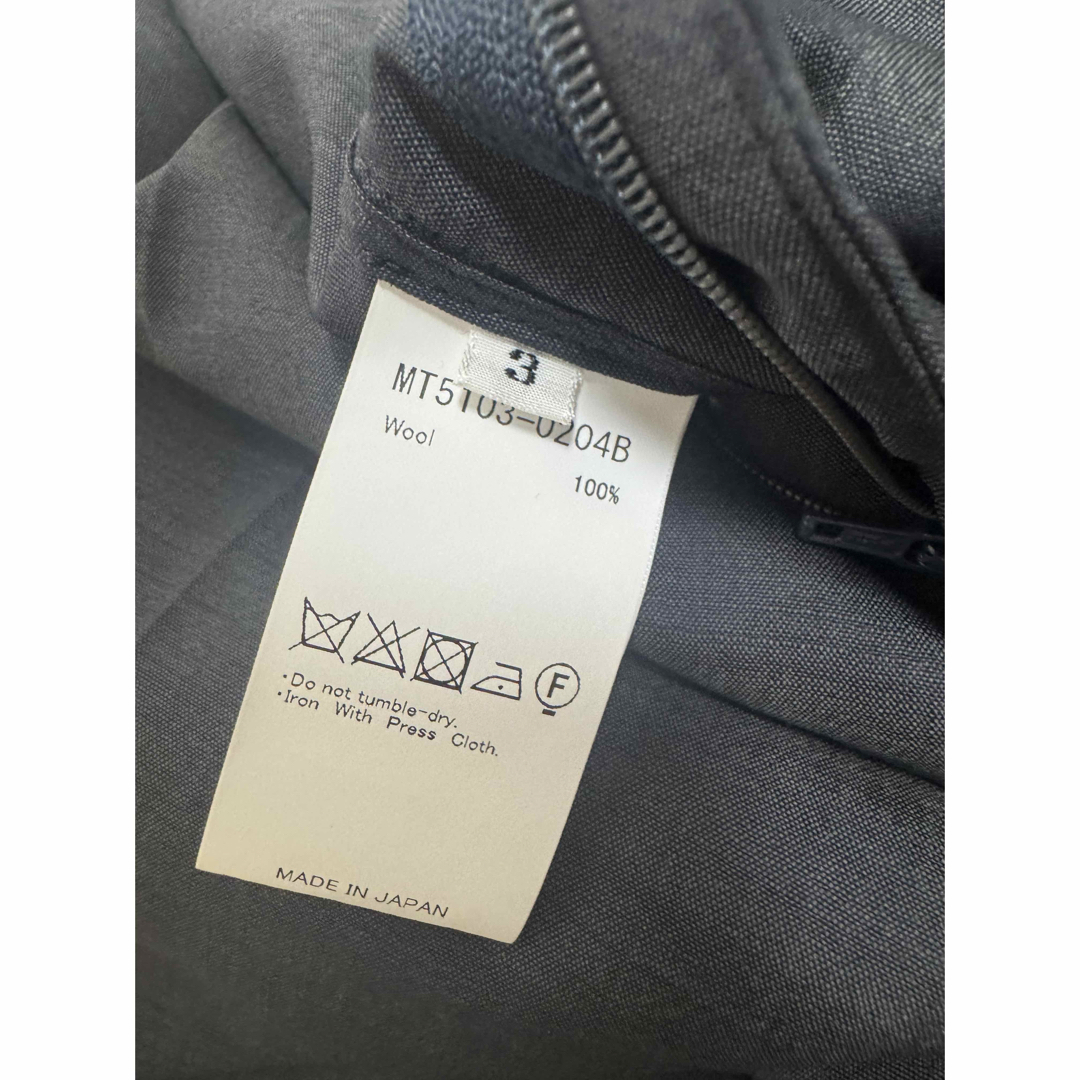 3
MT5103-0204B
Wool
100%
F
・Do not tumble-dry.
・Iron With Press Cloth.
MADE IN JAPAN